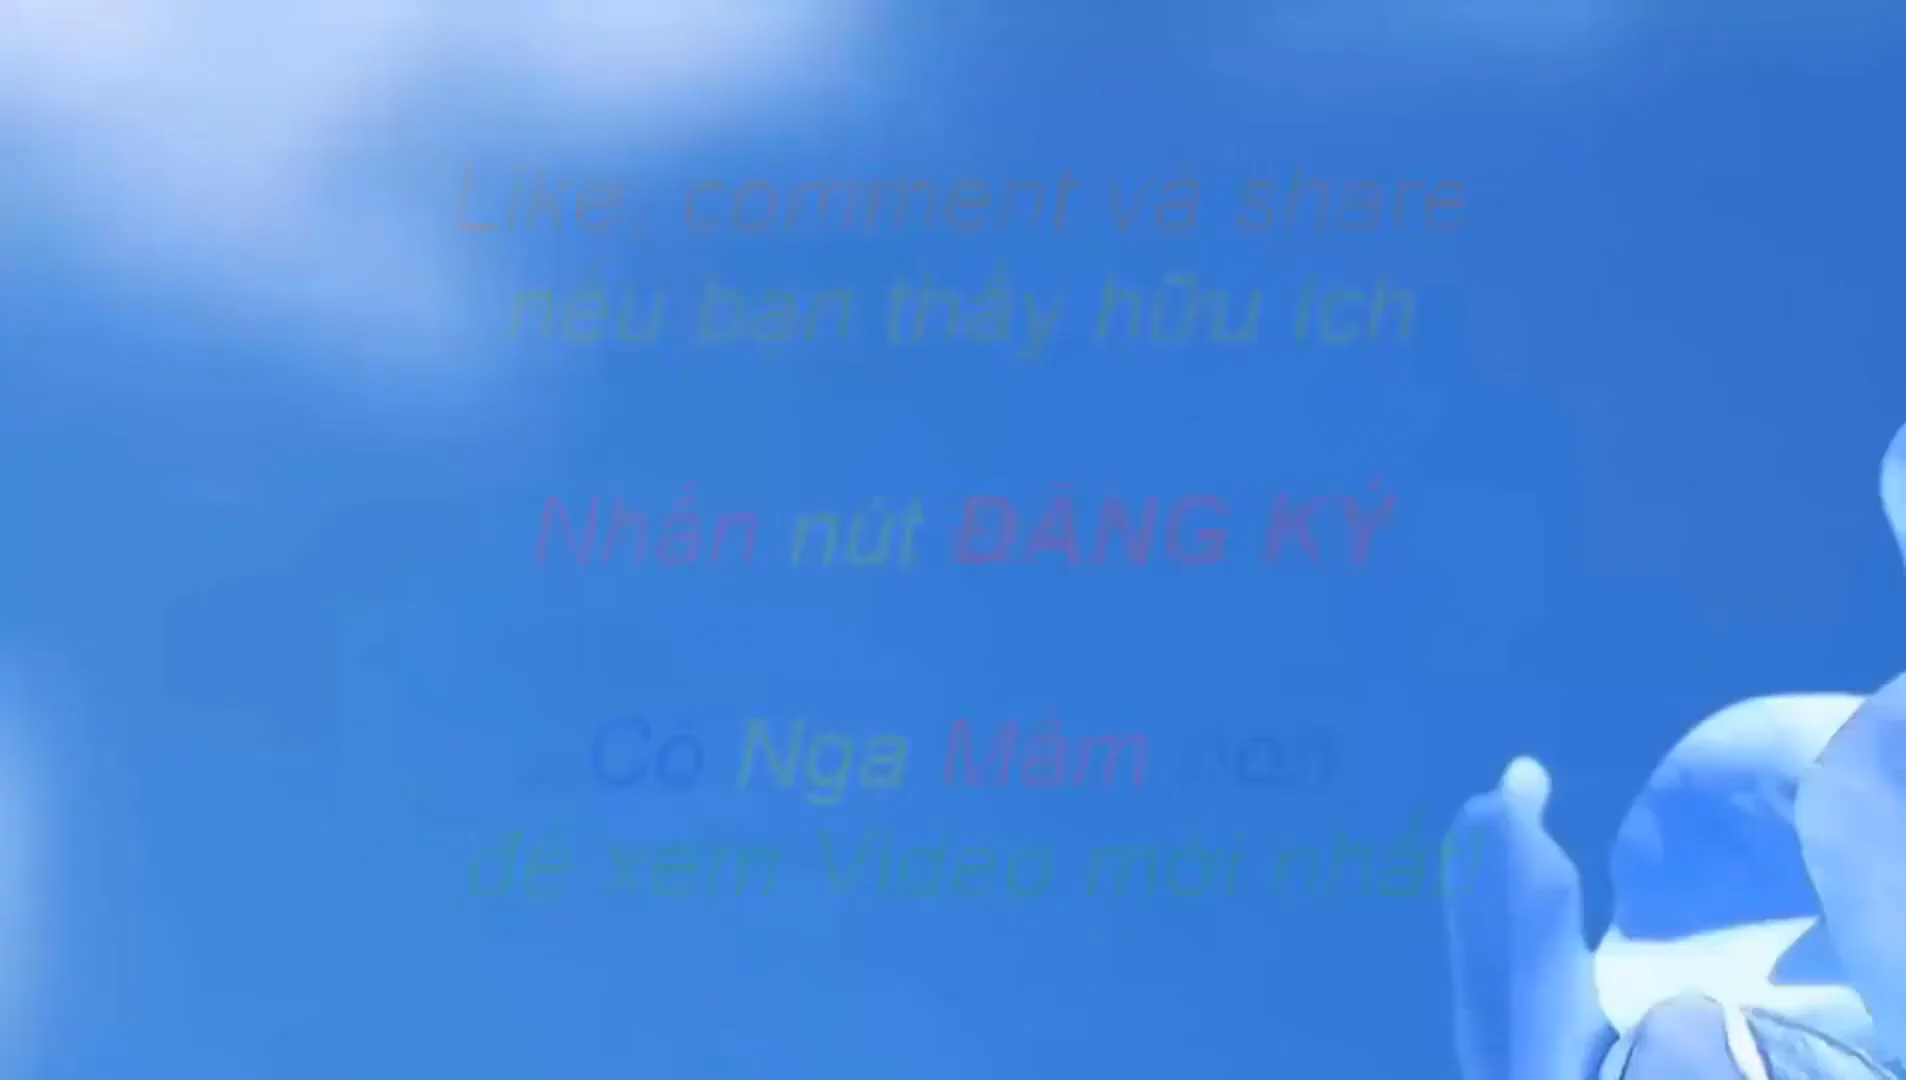 Like, comment và share
nếu bạn thấy hữu ích
Nhấn nút ĐĂNG KÝ
Cô Nga Mầm non
để xem Video mới nhất!